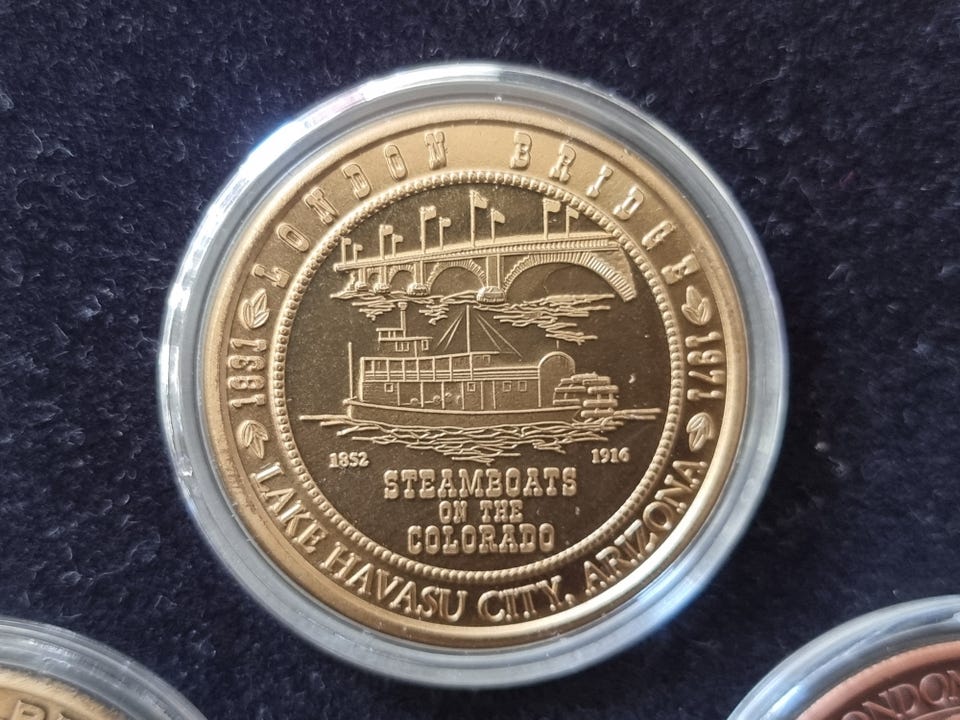 LONDON BRIDGE
1831
1971
1852
1916
STEAMBOATS
ON THE
COLORADO
LAKE HAVASU CITY, ARIZONA